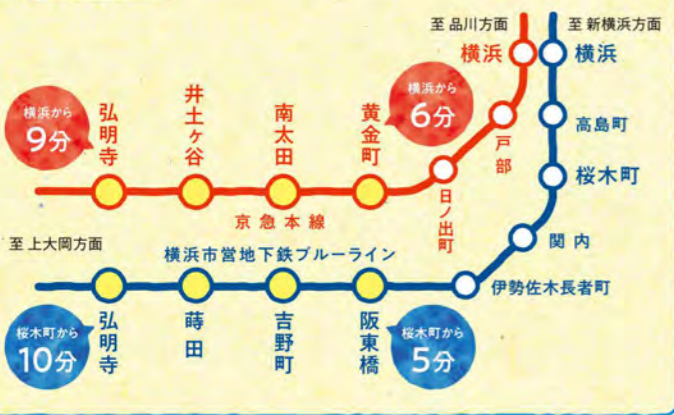 至 品川方面
至 新横浜方面
横浜
横浜
横浜から
9分
弘明寺
井土ヶ谷
南太田
黄金町
横浜から
6分
戸部
高島町
日ノ出町
桜木町
京急本線
至 上大岡方面
横浜市営地下鉄ブルーライン
関内
伊勢佐木長者町
桜木町から
10分
弘明寺
蒔田
吉野町
阪東橋
桜木町から
5分